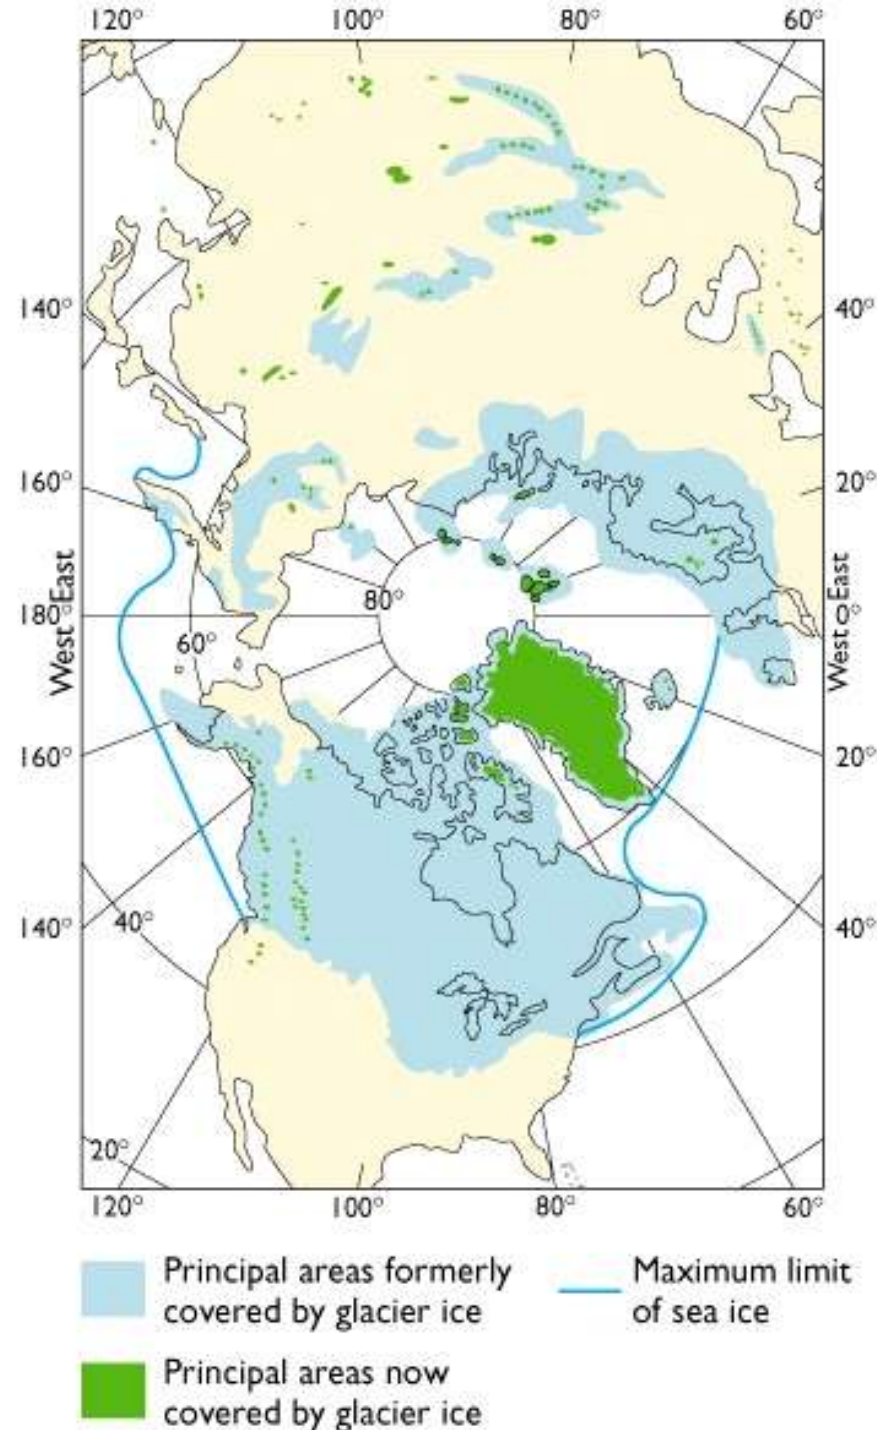 120° 100° 80° 60°
140° 40°
160° 20°
80°
180° 0°
West East
West East
60°
160° 20°
140° 40° 40°
20°
120° 100° 80° 60°
Principal areas formerly
covered by glacier ice
Maximum limit
of sea ice
Principal areas now
covered by glacier ice